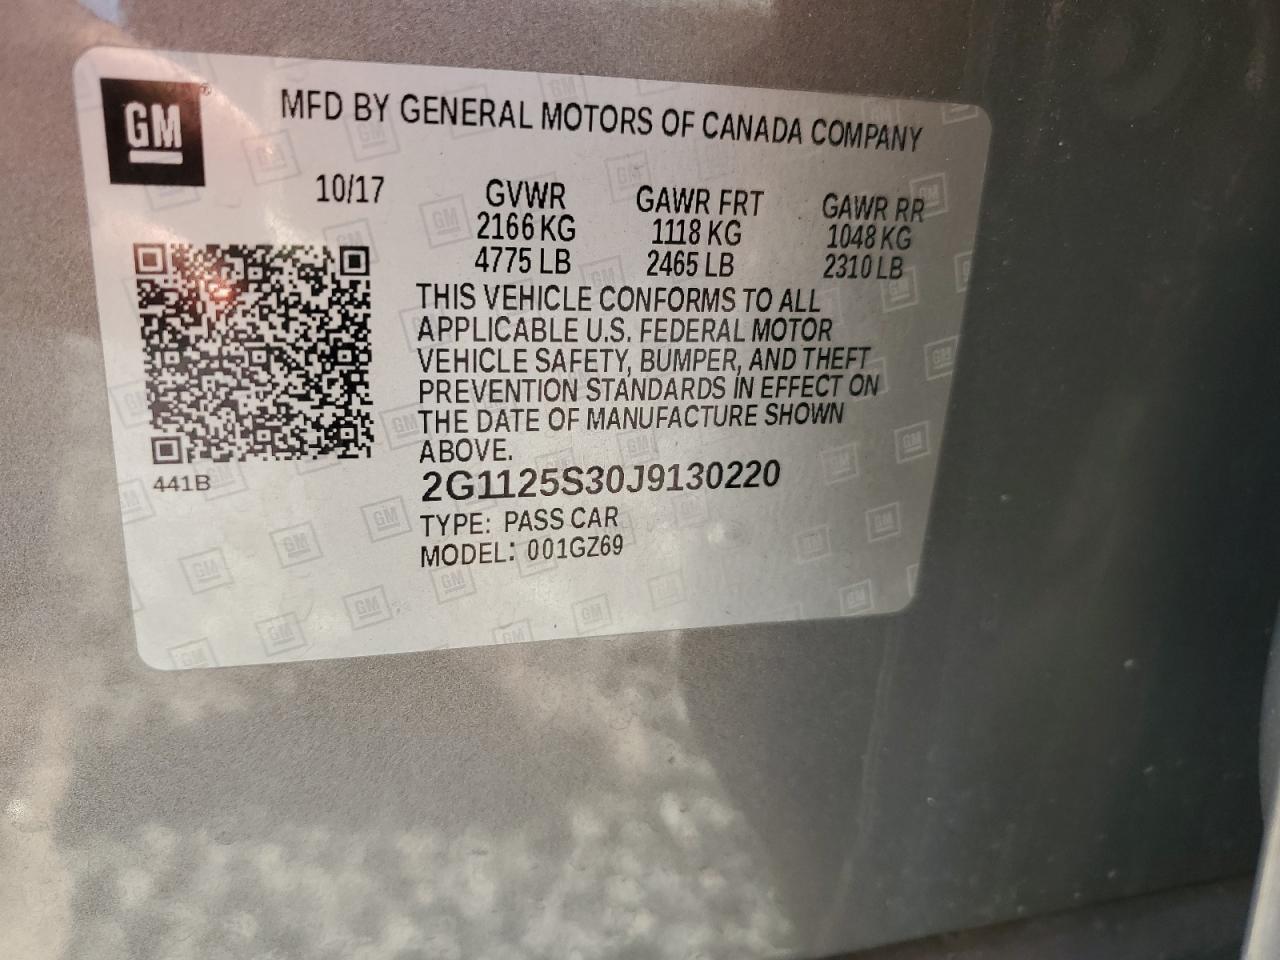 GM
MFD BY GENERAL MOTORS OF CANADA COMPANY
10/17 GVWR GAWR FRT GAWR RR
2166 KG 1118 KG 1048 KG
4775 LB 2465 LB 2310 LB
THIS VEHICLE CONFORMS TO ALL
APPLICABLE U.S. FEDERAL MOTOR
VEHICLE SAFETY, BUMPER, AND THEFT
PREVENTION STANDARDS IN EFFECT ON
THE DATE OF MANUFACTURE SHOWN
ABOVE.
441B
2G1125S30J9130220
TYPE: PASS CAR
MODEL: 001GZ69